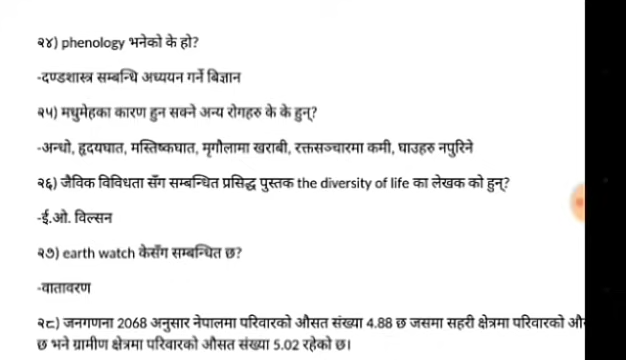 २४) phenology भनेको के हो?
-दण्डशास्त्र सम्बन्धि अध्ययन गर्ने बिज्ञान
२५) मधुमेहका कारण हुन सक्ने अन्य रोगहरु के के हुन्?
-अन्धो, हृदयघात, मस्तिष्कघात, मृगौलामा खराबी, रक्तसञ्चारमा कमी, घाउहरु नपुरिने
२६) जैविक विविधता सँग सम्बन्धित प्रसिद्ध पुस्तक the diversity of life का लेखक को हुन्?
-ई.ओ. विल्सन
२७) earth watch केसँग सम्बन्धित छ?
-वातावरण
२८) जनगणना 2068 अनुसार नेपालमा परिवारको औसत संख्या 4.88 छ जसमा सहरी क्षेत्रमा परिवारको
छ भने ग्रामीण क्षेत्रमा परिवारको औसत संख्या 5.02 रहेको छ।